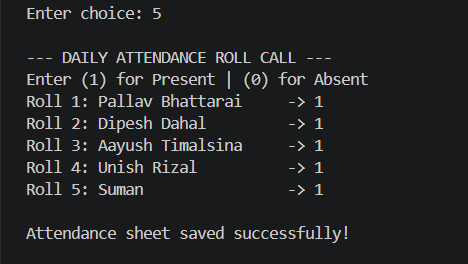 Enter choice: 5
--- DAILY ATTENDANCE ROLL CALL ---
Enter (1) for Present | (0) for Absent
Roll 1: Pallav Bhattarai -> 1
Roll 2: Dipesh Dahal -> 1
Roll 3: Aayush Timalsina -> 1
Roll 4: Unish Rizal -> 1
Roll 5: Suman -> 1
Attendance sheet saved successfully!